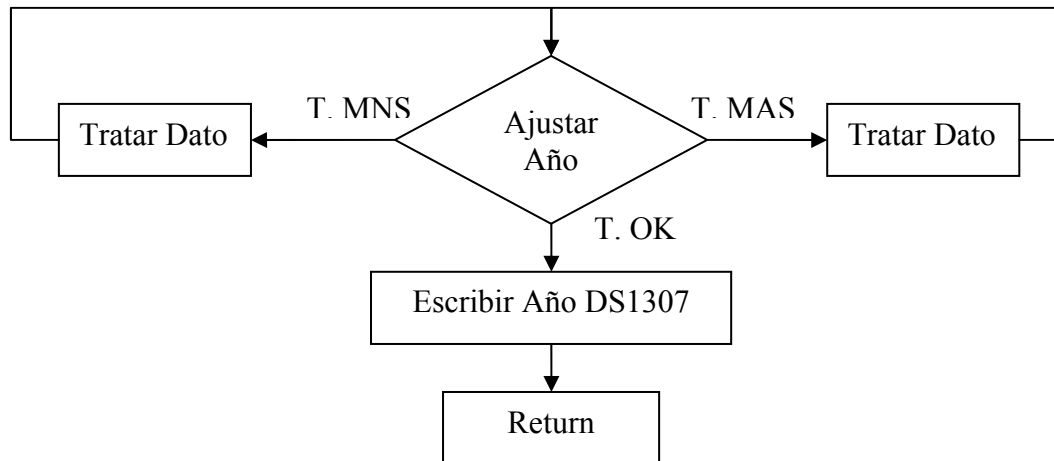 T. MNS
T. MAS
Tratar Dato
Ajustar
Año
Tratar Dato
T. OK
Escribir Año DS1307
Return